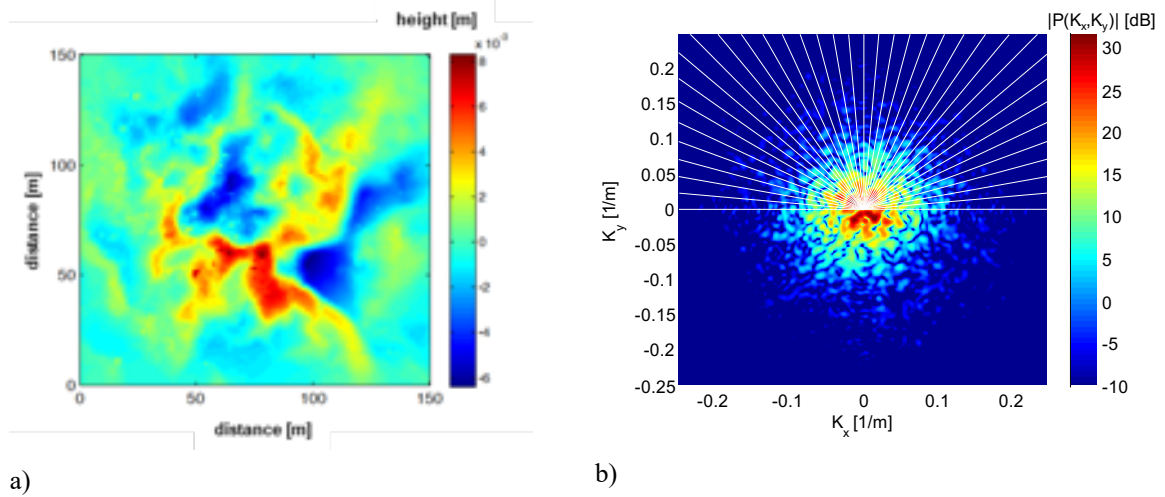 height [m]
x 10⁻³
150
100
50
0
0 50 100 150
distance [m]
distance [m]
8
6
4
2
0
-2
-4
-6
a)
|P(Kₓ,Kᵧ)| [dB]
0.2
0.15
0.1
0.05
0
-0.05
-0.1
-0.15
-0.2
-0.25
-0.2 -0.1 0 0.1 0.2
Kₓ [1/m]
Kᵧ [1/m]
30
25
20
15
10
5
0
-5
-10
b)